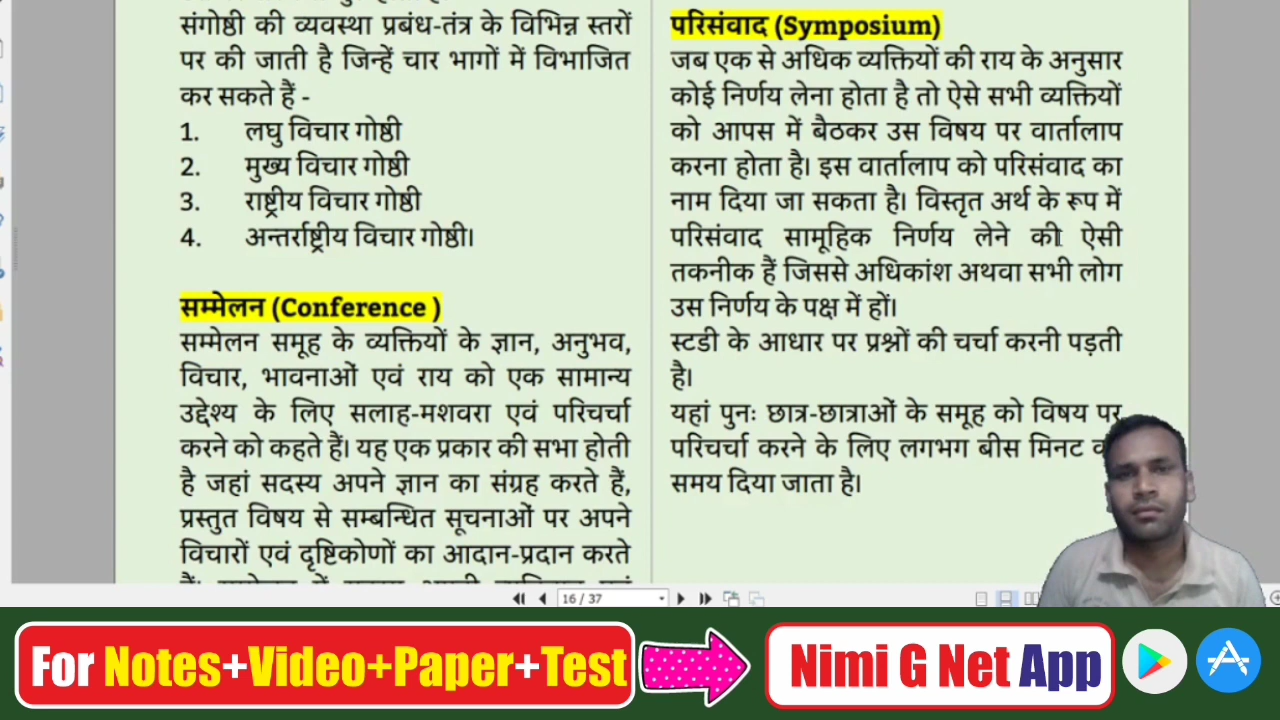 संगोष्ठी की व्यवस्था प्रबंध-तंत्र के विभिन्न स्तरों
पर की जाती है जिन्हें चार भागों में विभाजित
कर सकते हैं -
1. लघु विचार गोष्ठी
2. मुख्य विचार गोष्ठी
3. राष्ट्रीय विचार गोष्ठी
4. अन्तर्राष्ट्रीय विचार गोष्ठी।
सम्मेलन (Conference )
सम्मेलन समूह के व्यक्तियों के ज्ञान, अनुभव,
विचार, भावनाओं एवं राय को एक सामान्य
उद्देश्य के लिए सलाह-मशवरा एवं परिचर्चा
करने को कहते हैं। यह एक प्रकार की सभा होती
है जहां सदस्य अपने ज्ञान का संग्रह करते हैं,
प्रस्तुत विषय से सम्बन्धित सूचनाओं पर अपने
विचारों एवं दृष्टिकोणों का आदान-प्रदान करते
परिसंवाद (Symposium)
जब एक से अधिक व्यक्तियों की राय के अनुसार
कोई निर्णय लेना होता है तो ऐसे सभी व्यक्तियों
को आपस में बैठकर उस विषय पर वार्तालाप
करना होता है। इस वार्तालाप को परिसंवाद का
नाम दिया जा सकता है। विस्तृत अर्थ के रूप में
परिसंवाद सामूहिक निर्णय लेने की ऐसी
तकनीक हैं जिससे अधिकांश अथवा सभी लोग
उस निर्णय के पक्ष में हों।
स्टडी के आधार पर प्रश्नों की चर्चा करनी पड़ती
है।
यहां पुनः छात्र-छात्राओं के समूह को विषय पर
परिचर्चा करने के लिए लगभग बीस मिनट
समय दिया जाता है।
16 / 37
For Notes+Video+Paper+Test
Nimi G Net App